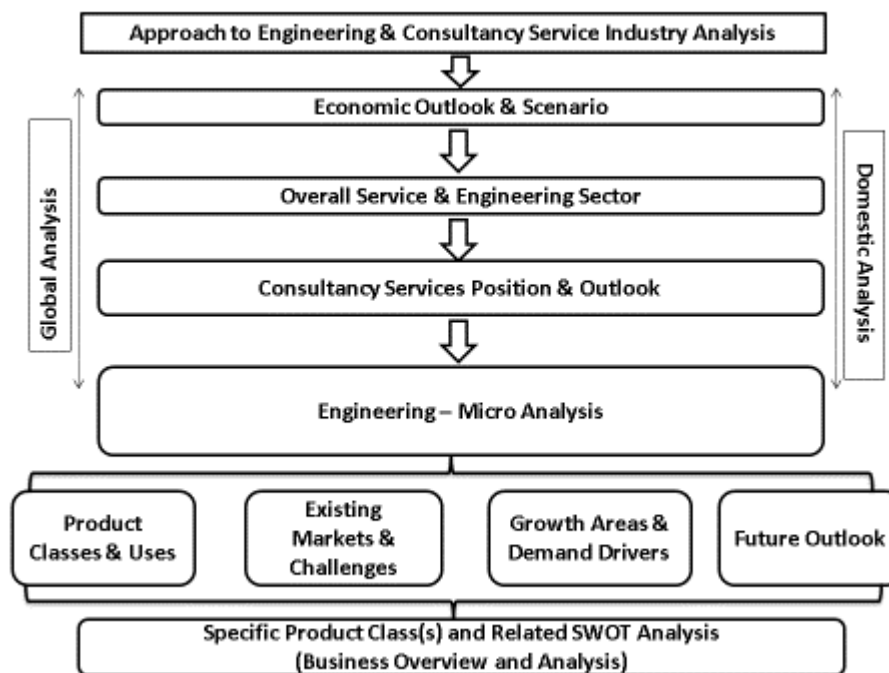 Approach to Engineering & Consultancy Service Industry Analysis
Economic Outlook & Scenario
Overall Service & Engineering Sector
Consultancy Services Position & Outlook
Global Analysis
Domestic Analysis
Engineering – Micro Analysis
Product
Classes & Uses
Existing
Markets &
Challenges
Growth Areas &
Demand Drivers
Future Outlook
Specific Product Class(s) and Related SWOT Analysis
(Business Overview and Analysis)